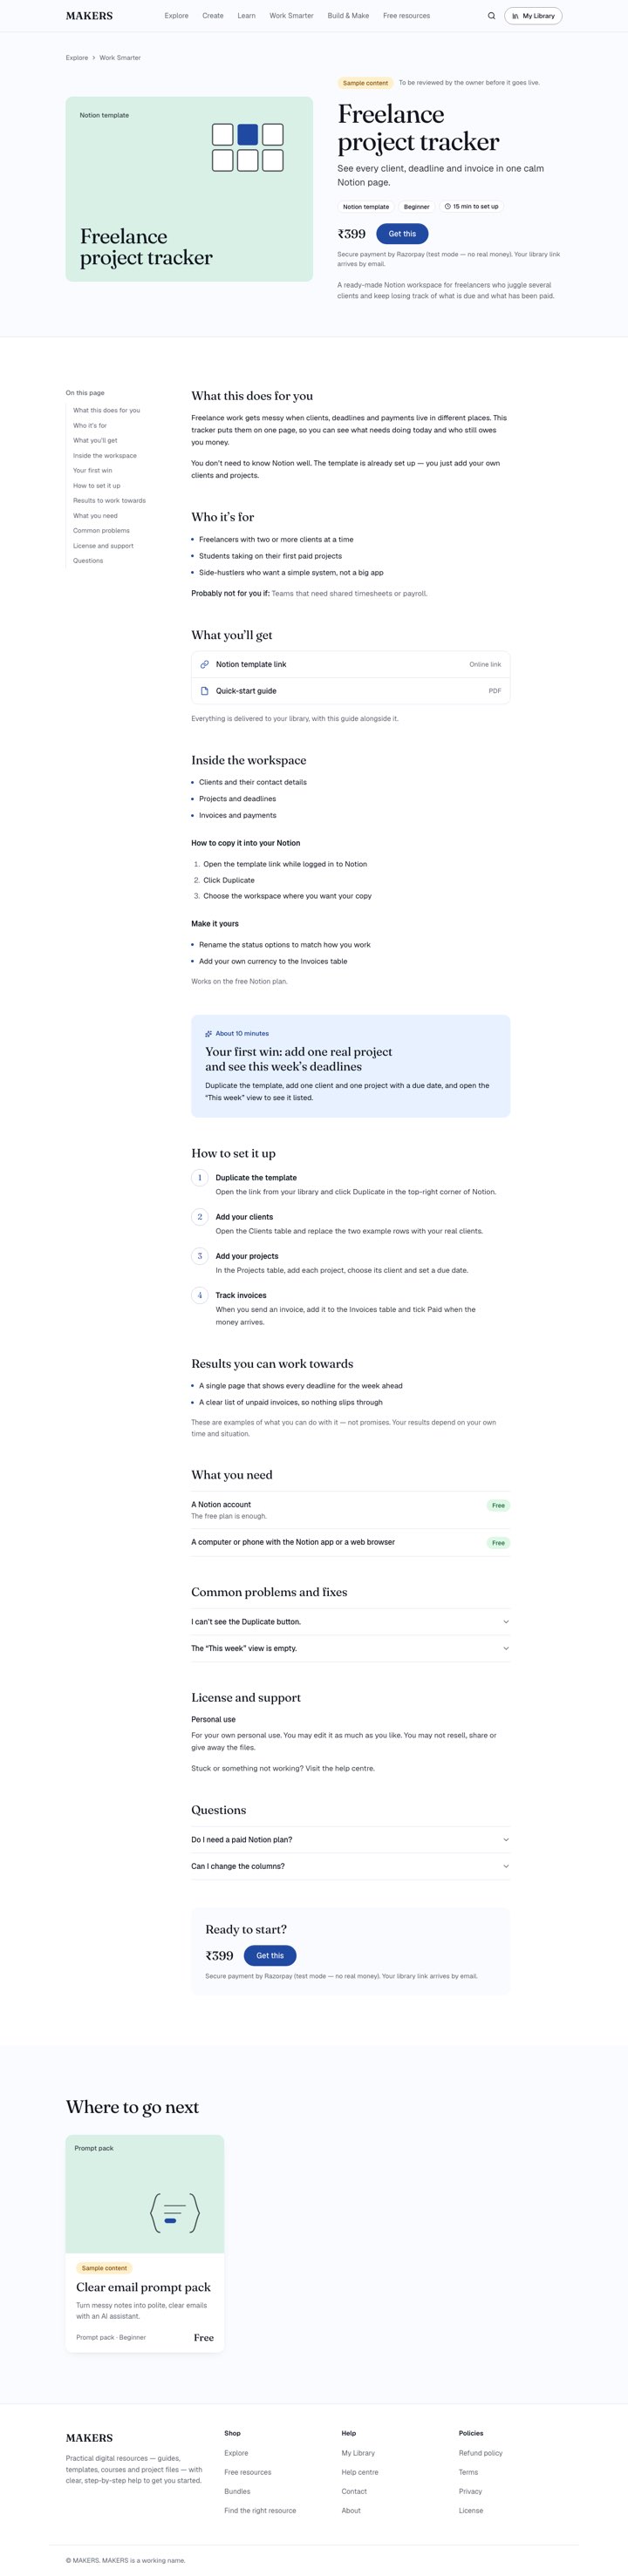 MAKERS
Explore
Create
Learn
Work Smarter
Build & Make
Free resources
My Library
Explore › Work Smarter
Notion template
Freelance
project tracker
Sample content
To be reviewed by the owner before it goes live.
Freelance
project tracker
See every client, deadline and invoice in one calm
Notion page.
Notion template
Beginner
15 min to set up
₹399
Get this
Secure payment by Razorpay (test mode — no real money). Your library link
arrives by email.
A ready-made Notion workspace for freelancers who juggle several
clients and keep losing track of what is due and what has been paid.
On this page
What this does for you
Who it’s for
What you’ll get
Inside the workspace
Your first win
How to set it up
Results to work towards
What you need
Common problems
License and support
Questions
What this does for you
Freelance work gets messy when clients, deadlines and payments live in different places. This
tracker puts them on one page, so you can see what needs doing today and who still owes
you money.
You don’t need to know Notion well. The template is already set up — you just add your own
clients and projects.
Who it’s for
• Freelancers with two or more clients at a time
• Students taking on their first paid projects
• Side-hustlers who want a simple system, not a big app
Probably not for you if: Teams that need shared timesheets or payroll.
What you’ll get
Notion template link
Online link
Quick-start guide
PDF
Everything is delivered to your library, with this guide alongside it.
Inside the workspace
• Clients and their contact details
• Projects and deadlines
• Invoices and payments
How to copy it into your Notion
1. Open the template link while logged in to Notion
2. Click Duplicate
3. Choose the workspace where you want your copy
Make it yours
• Rename the status options to match how you work
• Add your own currency to the Invoices table
Works on the free Notion plan.
About 10 minutes
Your first win: add one real project
and see this week’s deadlines
Duplicate the template, add one client and one project with a due date, and open the
“This week” view to see it listed.
How to set it up
1
Duplicate the template
Open the link from your library and click Duplicate in the top-right corner of Notion.
2
Add your clients
Open the Clients table and replace the two example rows with your real clients.
3
Add your projects
In the Projects table, add each project, choose its client and set a due date.
4
Track invoices
When you send an invoice, add it to the Invoices table and tick Paid when the
money arrives.
Results you can work towards
• A single page that shows every deadline for the week ahead
• A clear list of unpaid invoices, so nothing slips through
These are examples of what you can do with it — not promises. Your results depend on your own
time and situation.
What you need
A Notion account
Free
The free plan is enough.
A computer or phone with the Notion app or a web browser
Free
Common problems and fixes
I can’t see the Duplicate button.
The “This week” view is empty.
License and support
Personal use
For your own personal use. You may edit it as much as you like. You may not resell, share or
give away the files.
Stuck or something not working? Visit the help centre.
Questions
Do I need a paid Notion plan?
Can I change the columns?
Ready to start?
₹399
Get this
Secure payment by Razorpay (test mode — no real money). Your library link arrives by email.
Where to go next
Prompt pack
Sample content
Clear email prompt pack
Turn messy notes into polite, clear emails
with an AI assistant.
Prompt pack · Beginner
Free
MAKERS
Practical digital resources — guides,
templates, courses and project files — with
clear, step-by-step help to get you started.
Shop
Explore
Free resources
Bundles
Find the right resource
Help
My Library
Help centre
Contact
About
Policies
Refund policy
Terms
Privacy
License
© MAKERS. MAKERS is a working name.